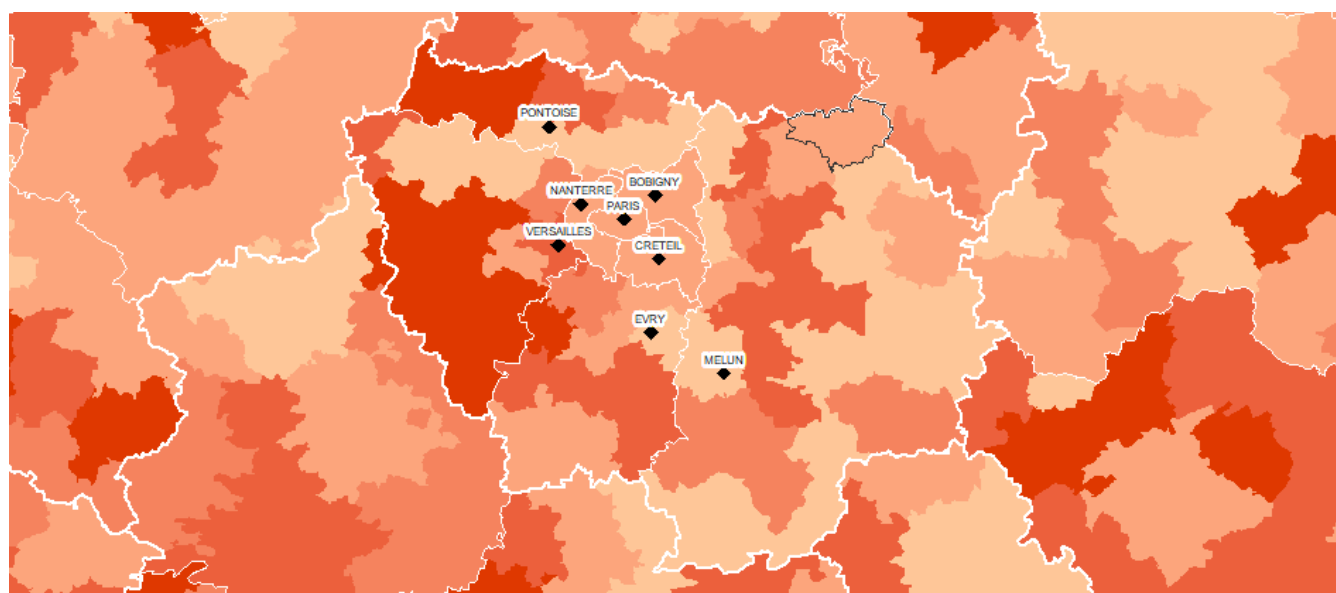 PONTOISE
NANTERRE
BOBIGNY
PARIS
VERSAILLES
CRETEIL
EVRY
MELUN